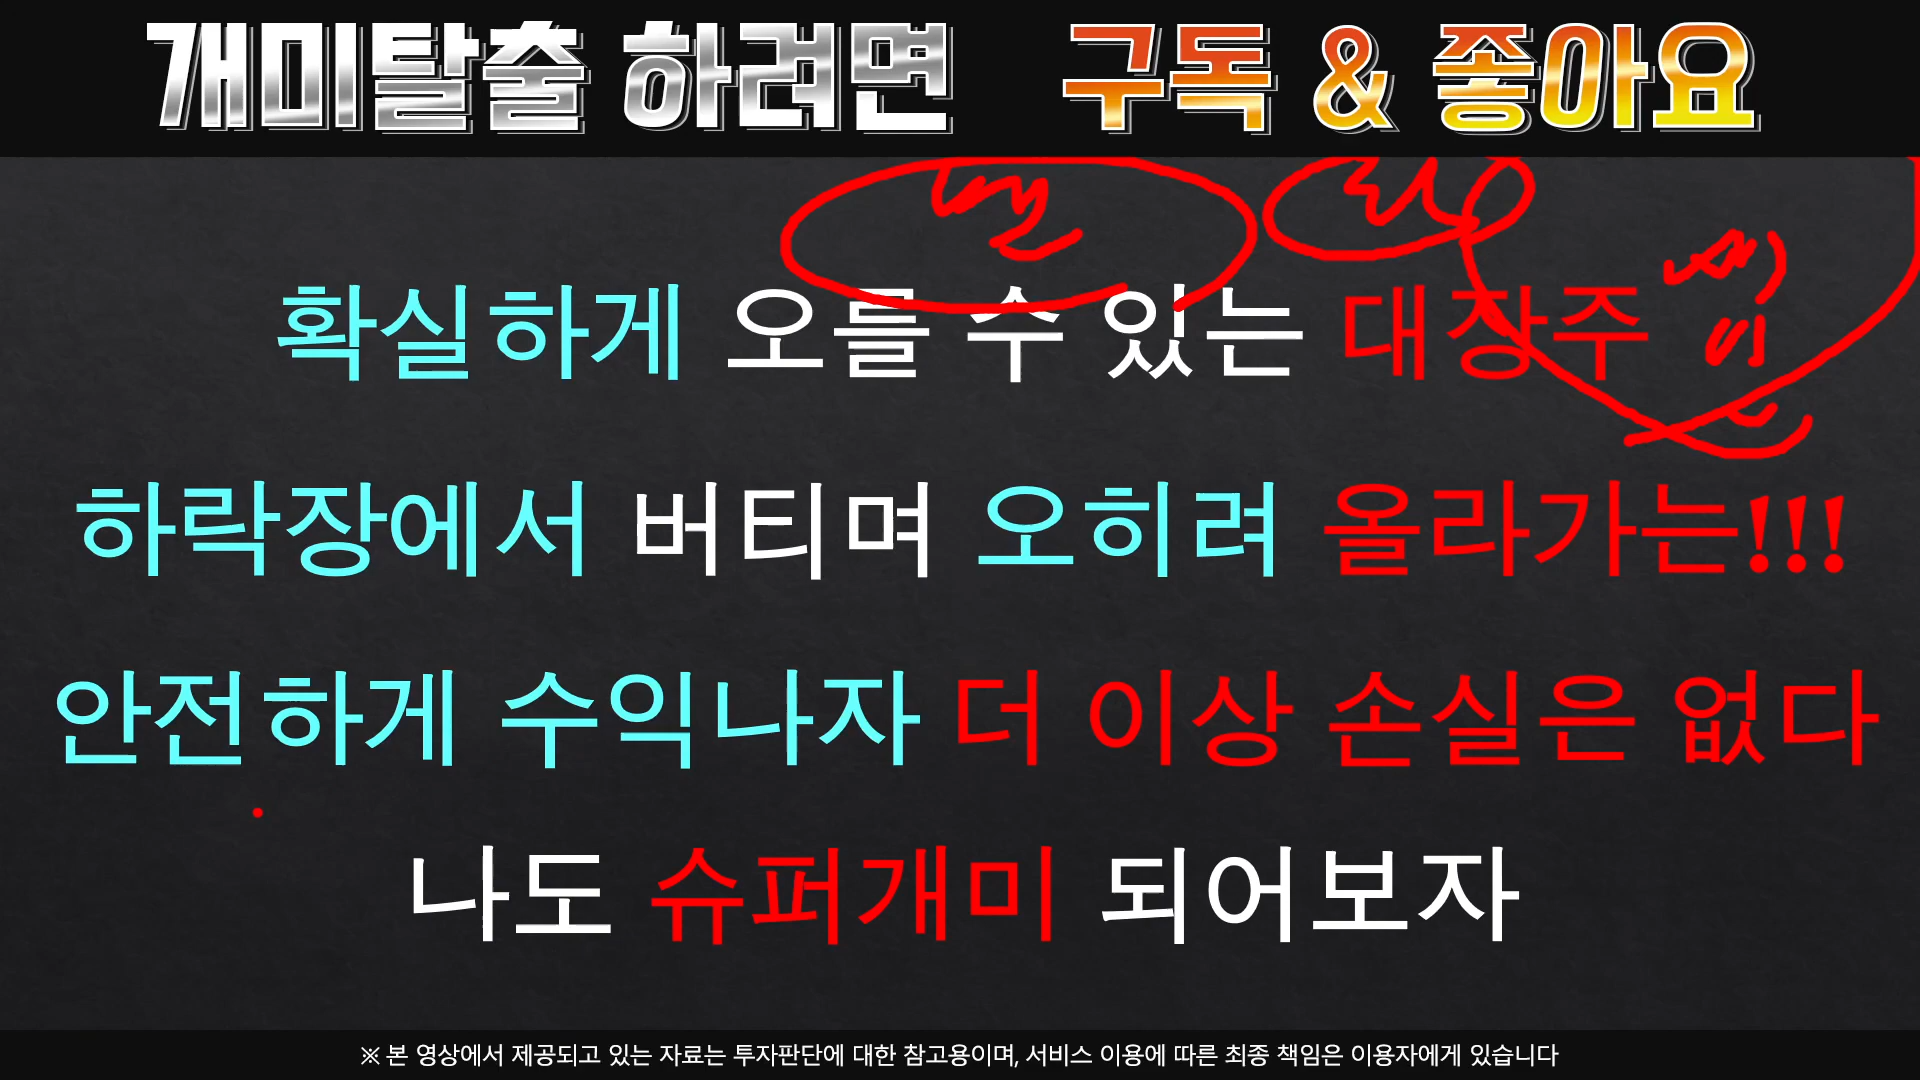 개미탈출 하려면 구독 & 좋아요
확실하게 오를 수 있는 대장주
하락장에서 버티며 오히려 올라가는!!!
안전하게 수익나자 더 이상 손실은 없다
나도 슈퍼개미 되어보자
※ 본 영상에서 제공되고 있는 자료는 투자판단에 대한 참고용이며, 서비스 이용에 따른 최종 책임은 이용자에게 있습니다